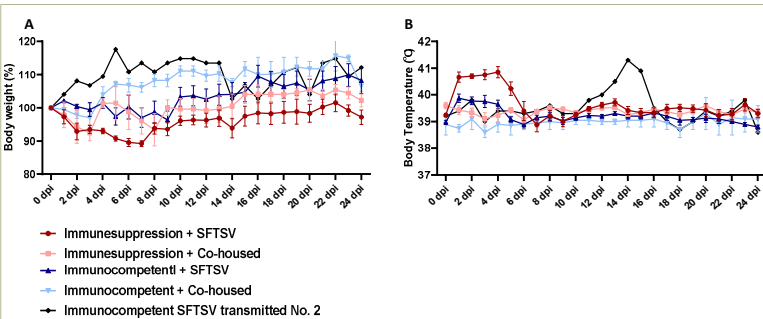 A
B
Body weight (%)
120
110
100
90
80
0 dpi 2 dpi 4 dpi 6 dpi 8 dpi 10 dpi 12 dpi 14 dpi 16 dpi 18 dpi 20 dpi 22 dpi 24 dpi
Body Temperature (℃)
42
41
40
39
38
37
0 dpi 2 dpi 4 dpi 6 dpi 8 dpi 10 dpi 12 dpi 14 dpi 16 dpi 18 dpi 20 dpi 22 dpi 24 dpi
Immunesuppression + SFTSV
Immunesuppression + Co-housed
Immunocompetentl + SFTSV
Immunocompetent + Co-housed
Immunocompetent SFTSV transmitted No. 2